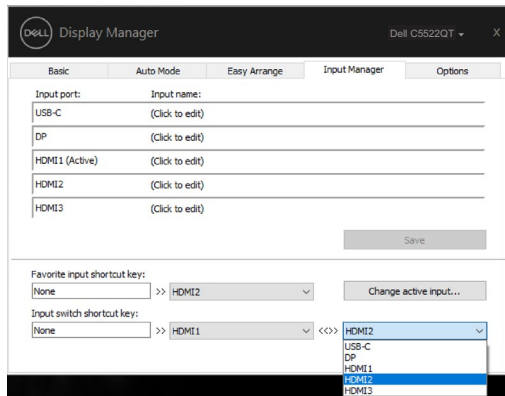 DELL Display Manager Dell C5522QT X
Basic Auto Mode Easy Arrange Input Manager Options
Input port: Input name:
USB-C (Click to edit)
DP (Click to edit)
HDMI1 (Active) (Click to edit)
HDMI2 (Click to edit)
HDMI3 (Click to edit)
Save
Favorite input shortcut key:
None >> HDMI2 Change active input...
Input switch shortcut key:
None >> HDMI1 <<>> HDMI2
USB-C
DP
HDMI1
HDMI2
HDMI3